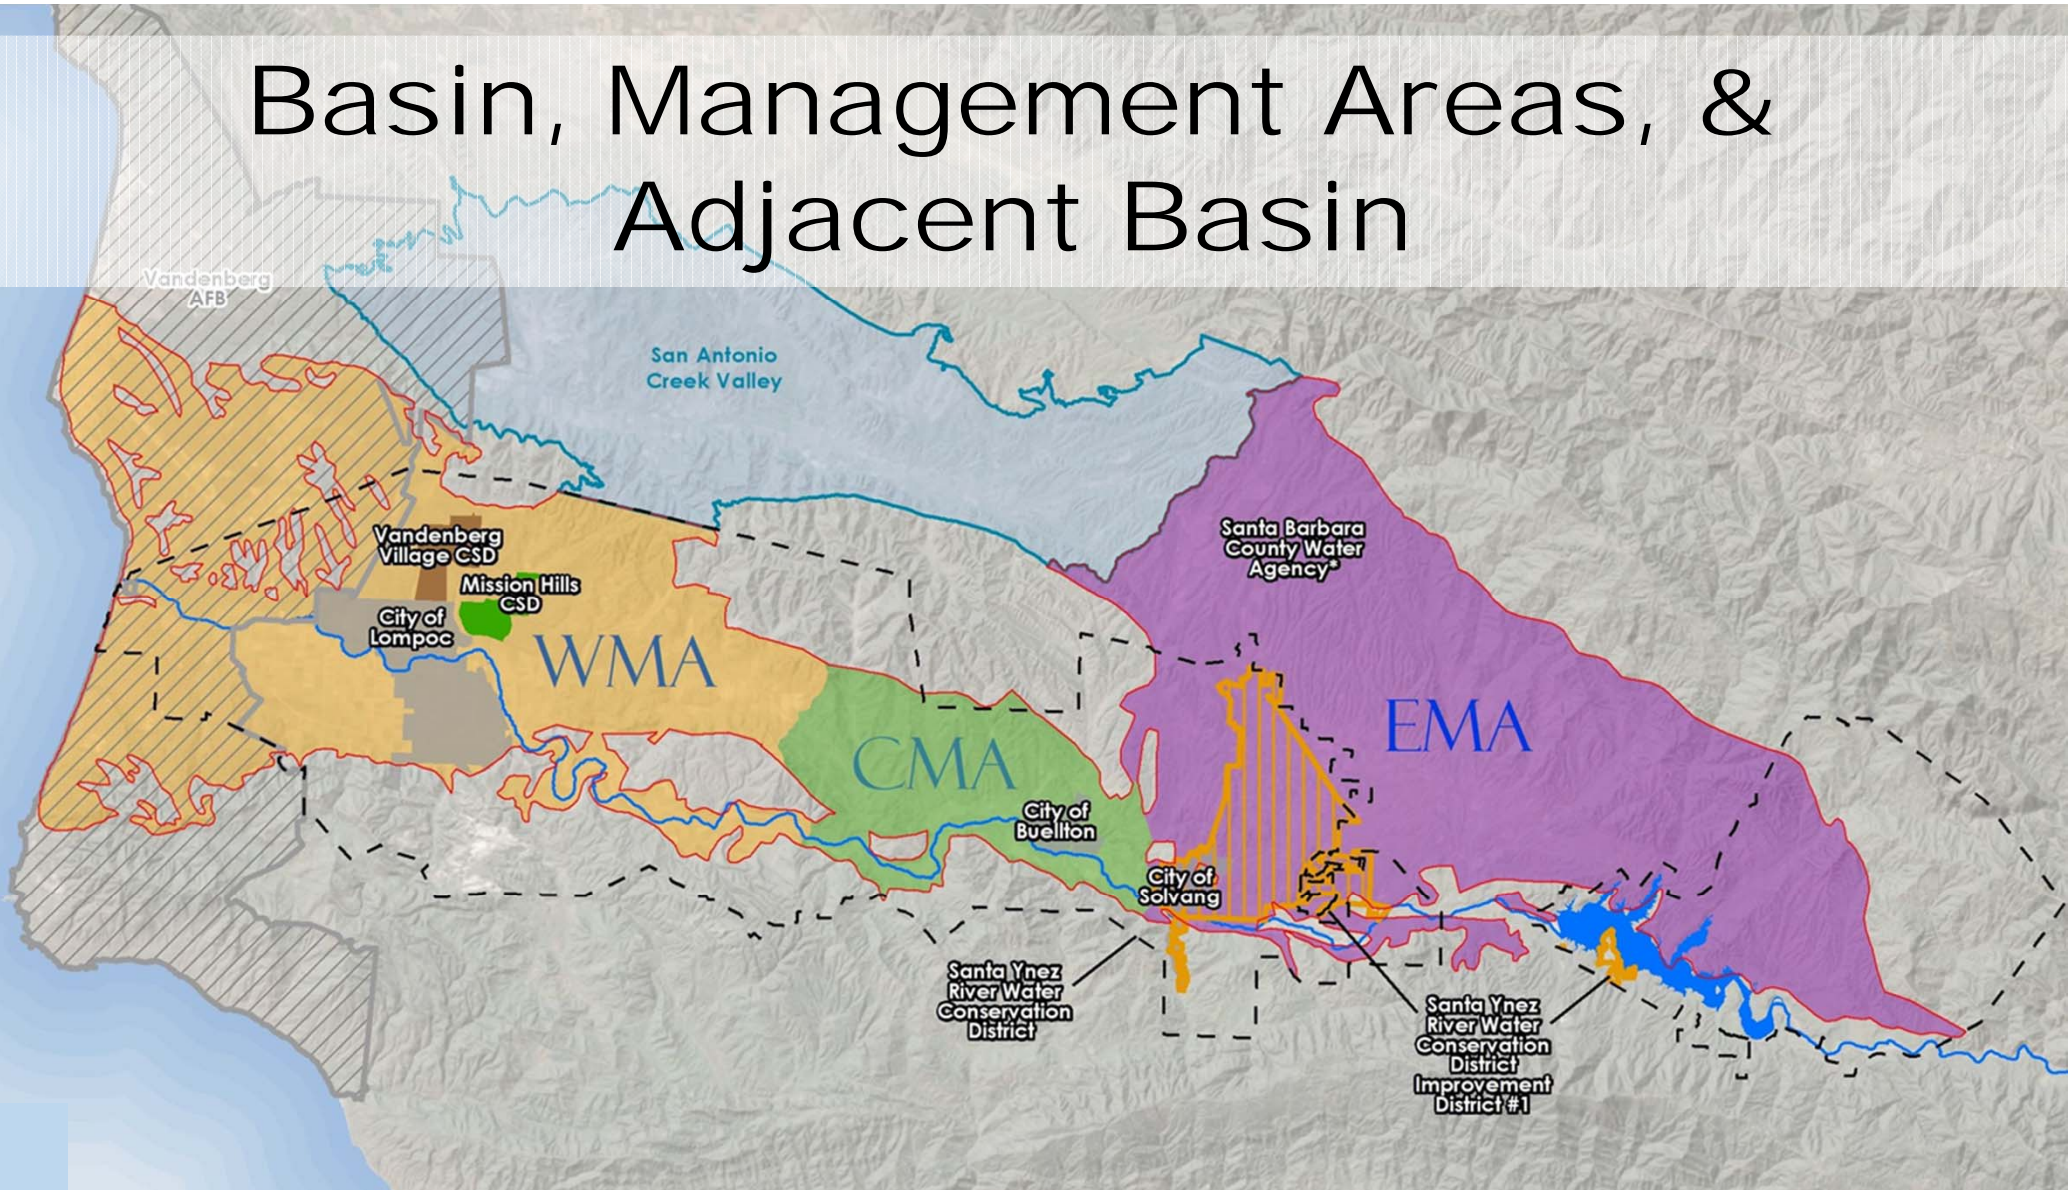 Basin, Management Areas, &
Adjacent Basin
Vandenberg
AFB
San Antonio
Creek Valley
Santa Barbara
County Water
Agency*
Vandenberg
Village CSD
Mission Hills
CSD
City of
Lompoc
WMA
EMA
CMA
City of
Buellton
City of
Solvang
Santa Ynez
River Water
Conservation
District
Santa Ynez
River Water
Conservation
District
Improvement
District #1